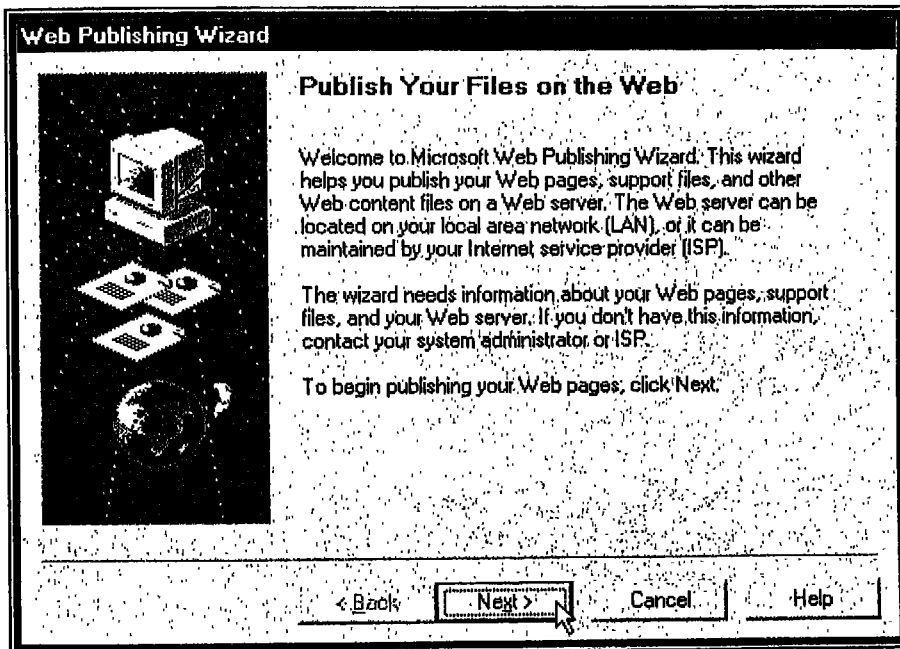 Web Publishing Wizard
Publish Your Files on the Web
Welcome to Microsoft Web Publishing Wizard. This wizard
helps you publish your Web pages, support files, and other
Web content files on a Web server. The Web server can be
located on your local area network (LAN), or it can be
maintained by your Internet service provider (ISP).
The wizard needs information about your Web pages, support
files, and your Web server. If you don't have this information,
contact your system administrator or ISP.
To begin publishing your Web pages, click Next.
< Back Next > Cancel Help